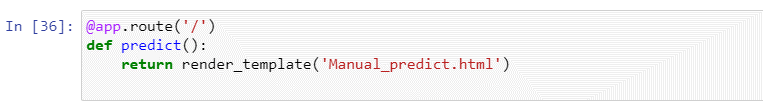 In [36]: @app.route('/')
def predict():
    return render_template('Manual_predict.html')